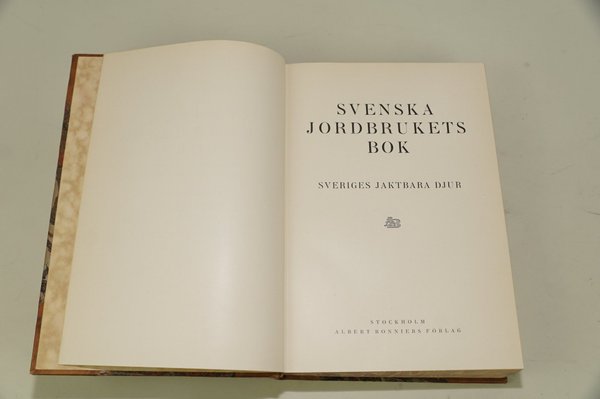 SVENSKA
JORDBRUKETS
BOK
SVERIGES JAKTBARA DJUR
STOCKHOLM
ALBERT BONNIERS FÖRLAG